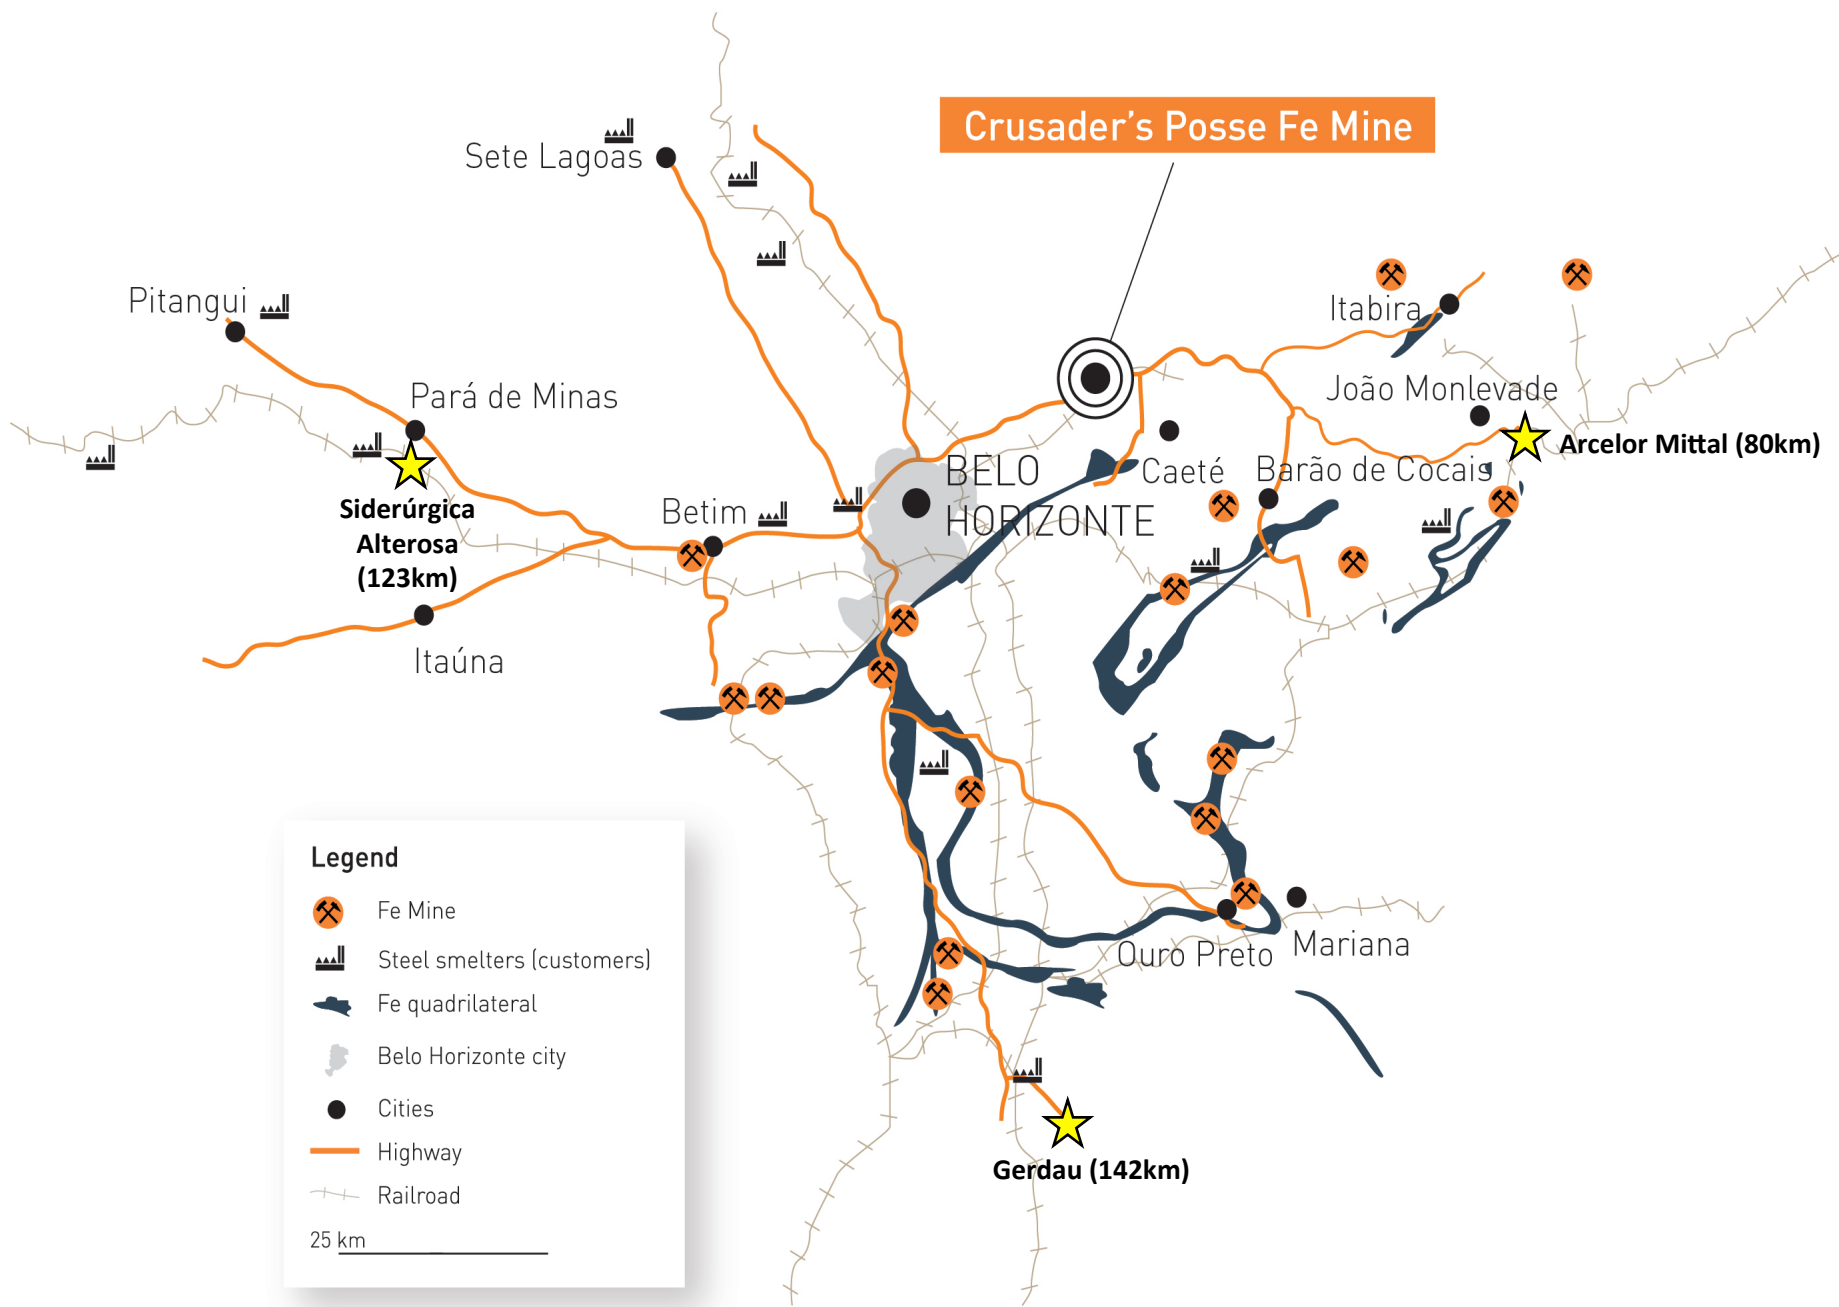 Crusader's Posse Fe Mine
Sete Lagoas
Pitangui
Itabira
Pará de Minas
João Monlevade
Arcelor Mittal (80km)
BELO
HORIZONTE
Caeté
Barão de Cocais
Siderúrgica
Alterosa
(123km)
Betim
Itaúna
Ouro Preto
Mariana
Gerdau (142km)
Legend
Fe Mine
Steel smelters (customers)
Fe quadrilateral
Belo Horizonte city
Cities
Highway
Railroad
25 km